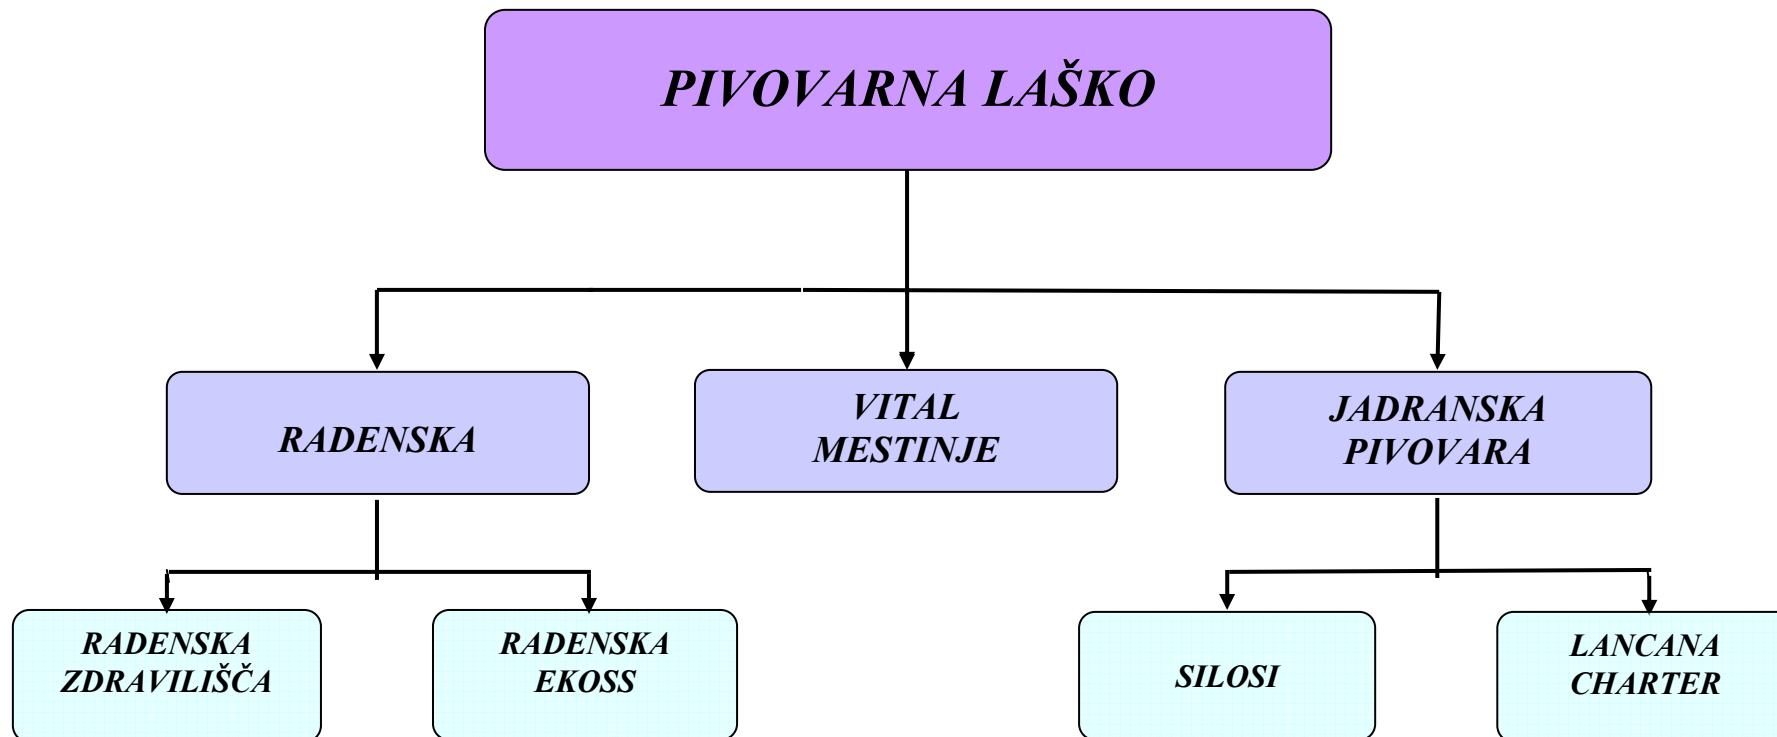 PIVOVARNA LAŠKO
RADENSKA
VITAL
MESTINJE
JADRANSKA
PIVOVARA
RADENSKA
ZDRAVILIŠČA
RADENSKA
EKOSS
SILOSI
LANCANA
CHARTER